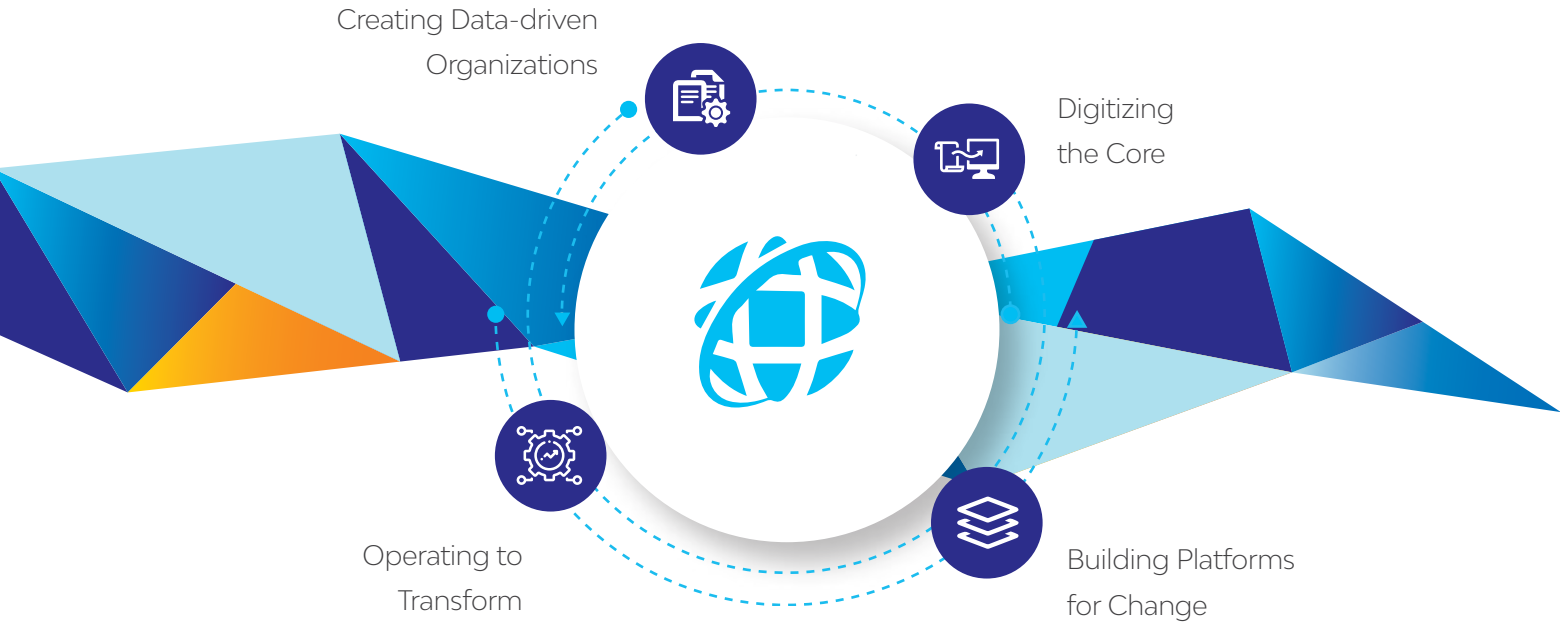 Creating Data-driven
Organizations
Digitizing
the Core
Operating to
Transform
Building Platforms
for Change